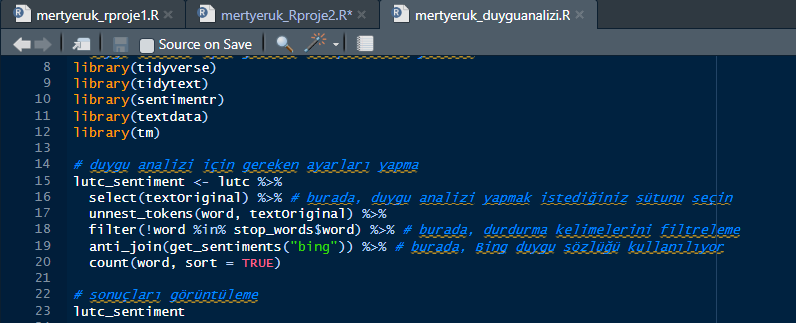 mertyeruk_rproje1.R mertyeruk_Rproje2.R* mertyeruk_duyguanalizi.R
Source on Save
8 library(tidyverse)
9 library(tidytext)
10 library(sentimentr)
11 library(textdata)
12 library(tm)
13
14 # duygu analizi için gereken ayarları yapma
15 lutc_sentiment <- lutc %>%
16 select(textOriginal) %>% # burada, duygu analizi yapmak istediğiniz sütunu seçin
17 unnest_tokens(word, textOriginal) %>%
18 filter(!word %in% stop_words$word) %>% # burada, durdurma kelimelerini filtreleme
19 anti_join(get_sentiments("bing")) %>% # burada, Bing duygu sözlüğü kullanılıyor
20 count(word, sort = TRUE)
21
22 # sonuçları görüntüleme
23 lutc_sentiment